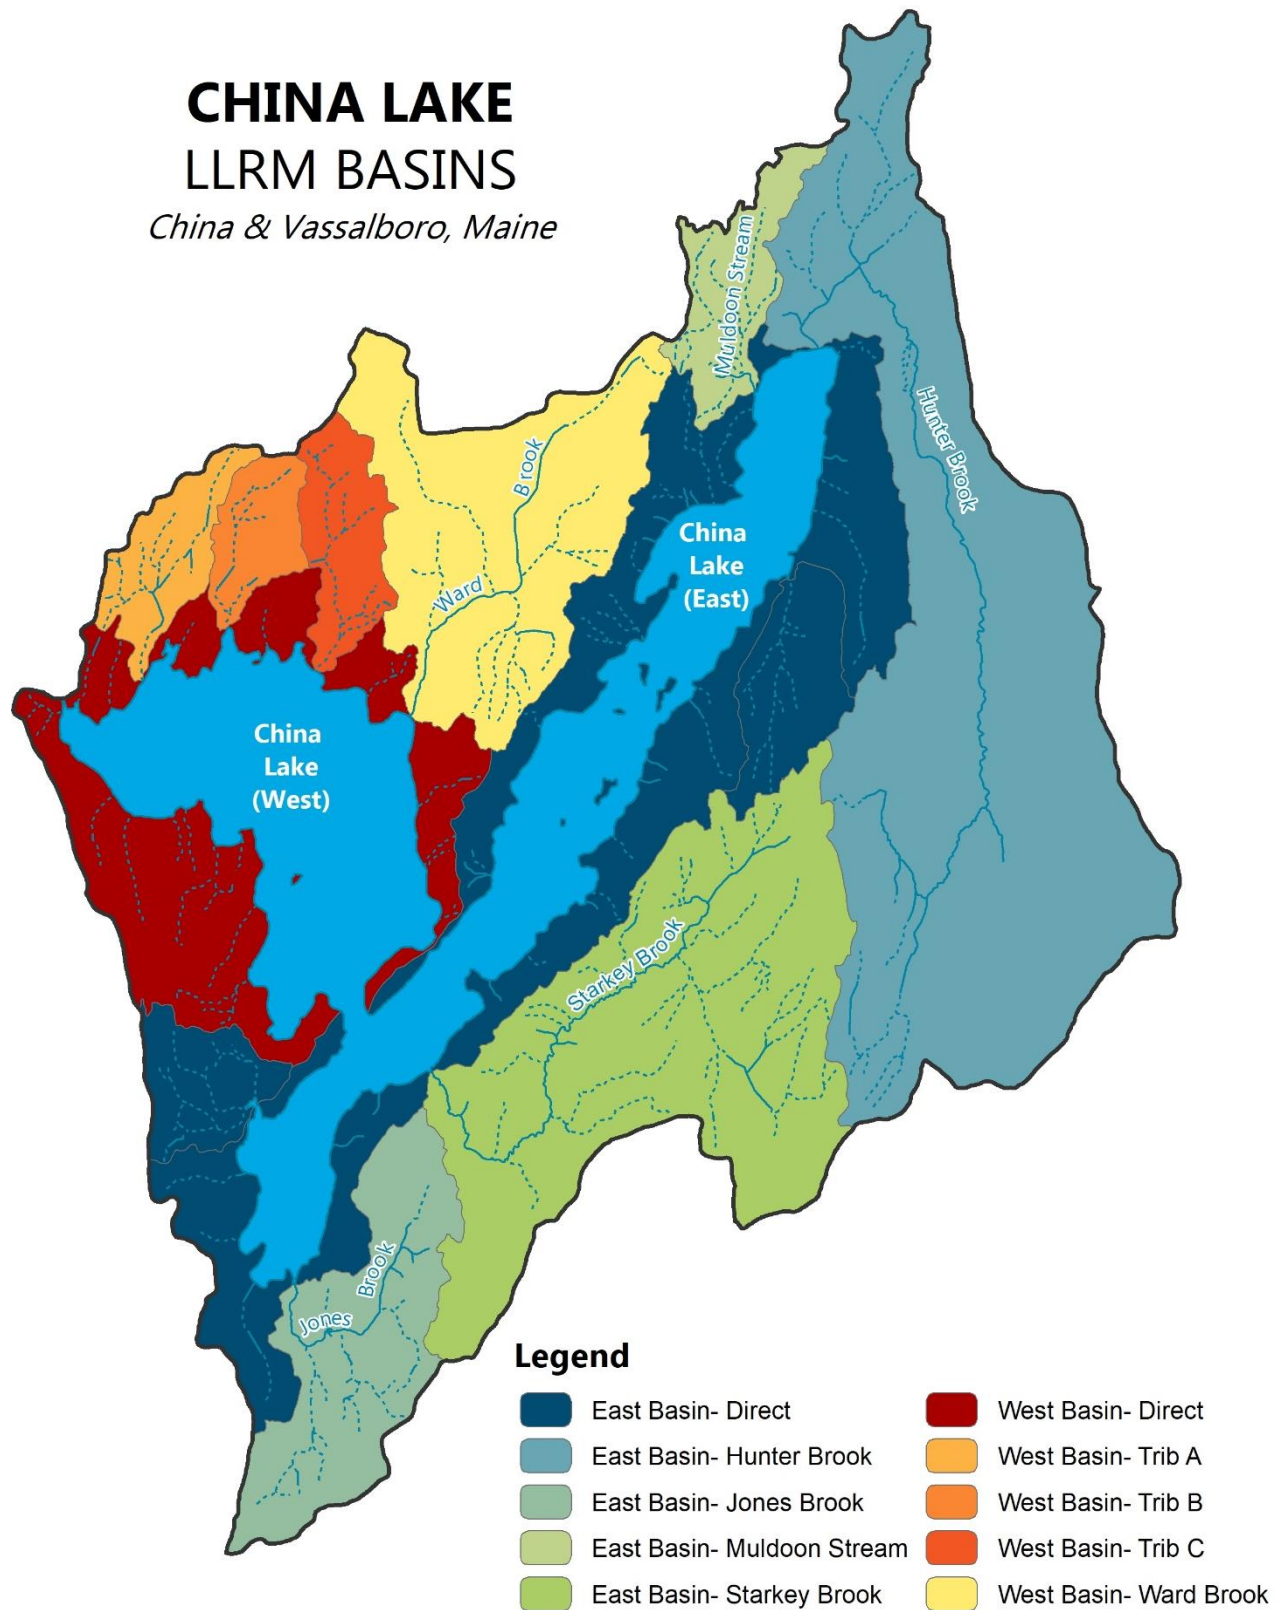 CHINA LAKE
LLRM BASINS
China & Vassalboro, Maine
Muldoon Stream
Hunter Brook
Ward Brook
China
Lake
(East)
China
Lake
(West)
Starkey Brook
Jones Brook
Legend
East Basin- Direct
East Basin- Hunter Brook
East Basin- Jones Brook
East Basin- Muldoon Stream
East Basin- Starkey Brook
West Basin- Direct
West Basin- Trib A
West Basin- Trib B
West Basin- Trib C
West Basin- Ward Brook